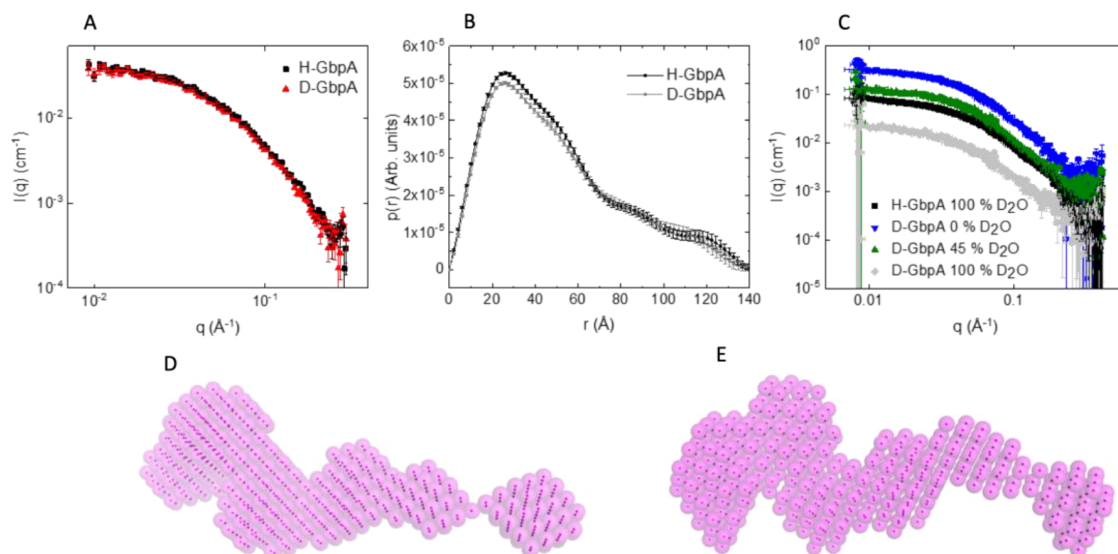 A
I(q) (cm⁻¹)
10⁻²
10⁻³
10⁻⁴
10⁻²
10⁻¹
q (Å⁻¹)
H-GbpA
D-GbpA
B
p(r) (Arb. units)
6x10⁻⁵
5x10⁻⁵
4x10⁻⁵
3x10⁻⁵
2x10⁻⁵
1x10⁻⁵
0
0 20 40 60 80 100 120 140
r (Å)
H-GbpA
D-GbpA
C
I(q) (cm⁻¹)
10⁰
10⁻¹
10⁻²
10⁻³
10⁻⁴
10⁻⁵
0.01 0.1
q (Å⁻¹)
H-GbpA 100 % D₂O
D-GbpA 0 % D₂O
D-GbpA 45 % D₂O
D-GbpA 100 % D₂O
D
E